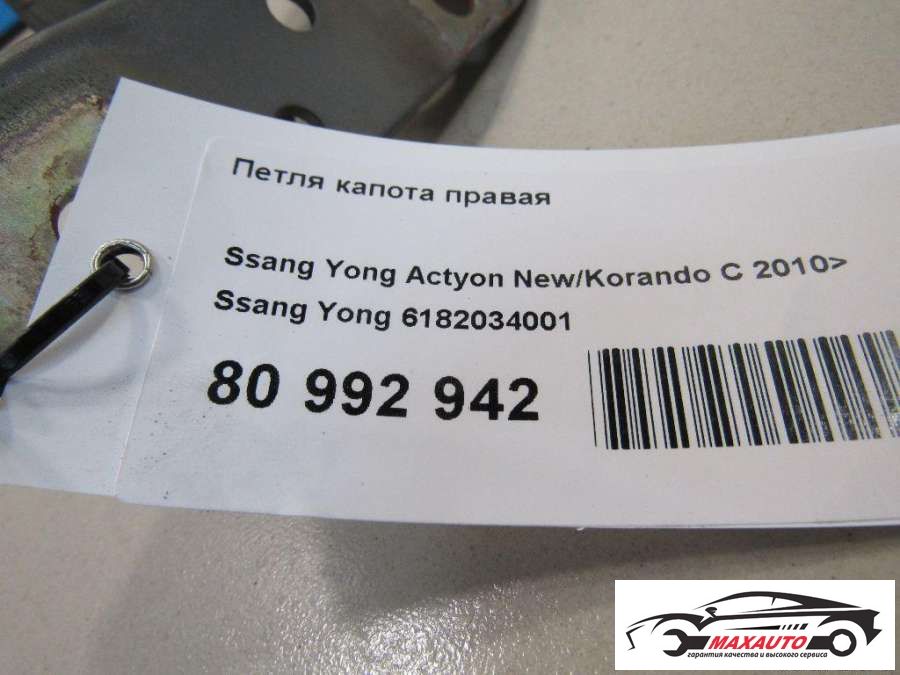 Петля капота правая
Ssang Yong Actyon New/Korando C 2010>
Ssang Yong 6182034001
80 992 942
MAXAUTO
гарантия качества и высокого сервиса